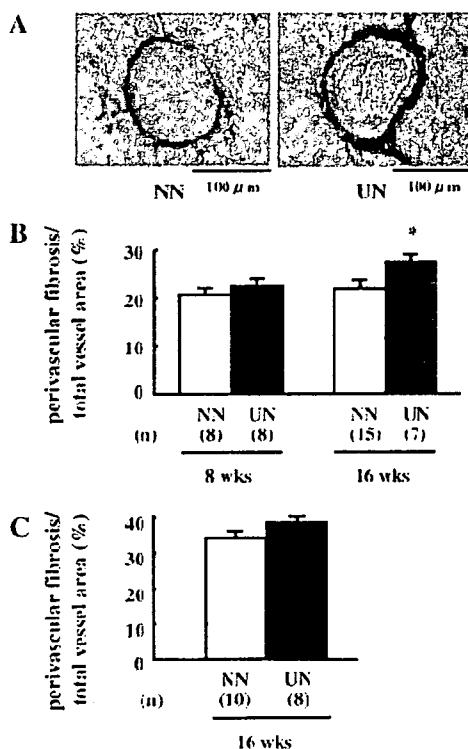 A
100 μm 100 μm
NN UN
B
perivascular fibrosis/
total vessel area (%)
30
20
10
0
*
NN UN NN UN
(n) (8) (8) (15) (7)
8 wks 16 wks
C
perivascular fibrosis/
total vessel area (%)
40
30
20
10
0
NN UN
(n) (10) (8)
16 wks